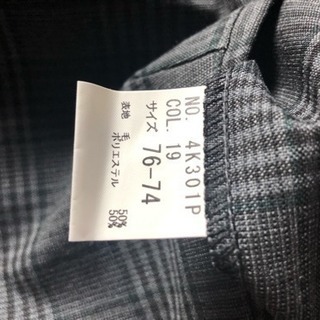 NO. 4K301P
COL. 19
サイズ 76-74
表地 毛 50%
ポリエステル 50%